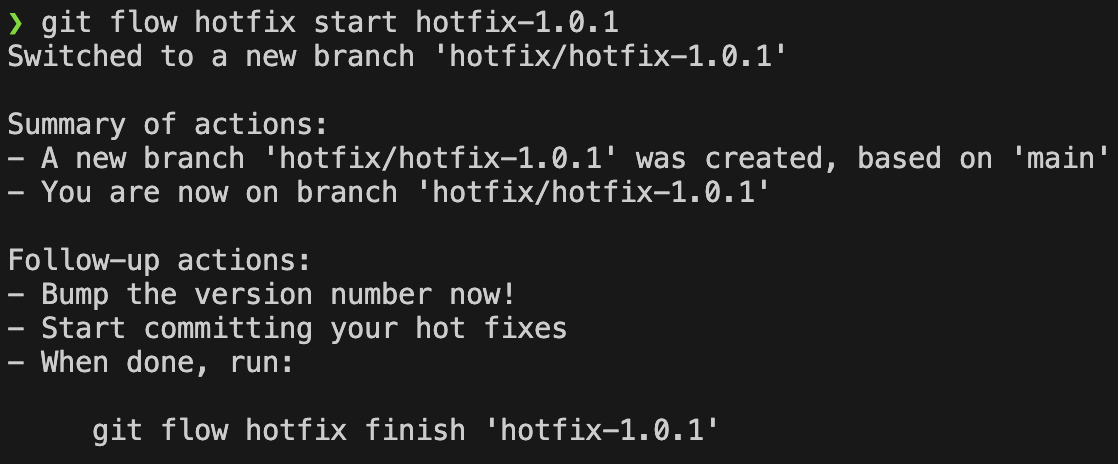 ❯ git flow hotfix start hotfix-1.0.1
Switched to a new branch 'hotfix/hotfix-1.0.1'

Summary of actions:
- A new branch 'hotfix/hotfix-1.0.1' was created, based on 'main'
- You are now on branch 'hotfix/hotfix-1.0.1'

Follow-up actions:
- Bump the version number now!
- Start committing your hot fixes
- When done, run:

     git flow hotfix finish 'hotfix-1.0.1'